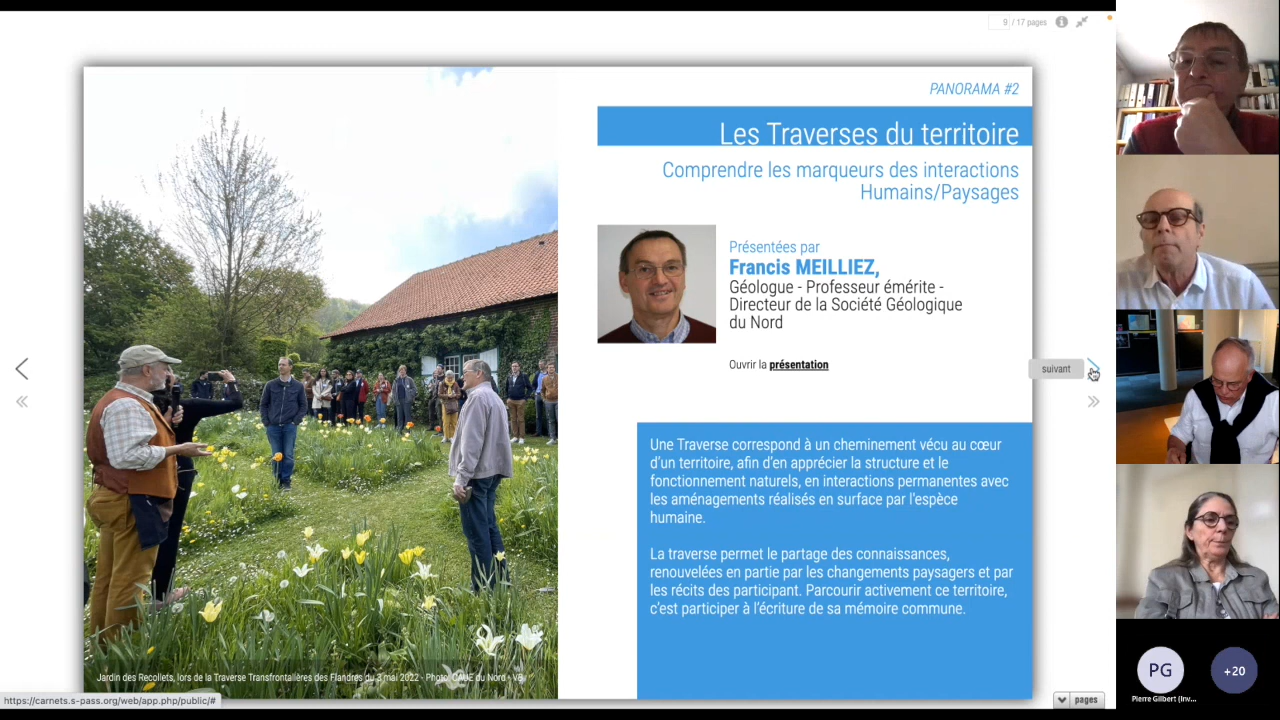 9 / 17 pages
PANORAMA #2
Les Traverses du territoire
Comprendre les marqueurs des interactions
Humains/Paysages
Présentées par
Francis MEILLIEZ,
Géologue - Professeur émérite -
Directeur de la Société Géologique
du Nord
Ouvrir la présentation
suivant
Une Traverse correspond à un cheminement vécu au cœur
d'un territoire, afin d'en apprécier la structure et le
fonctionnement naturels, en interactions permanentes avec
les aménagements réalisés en surface par l'espèce
humaine.
La traverse permet le partage des connaissances,
renouvelées en partie par les changements paysagers et par
les récits des participant. Parcourir activement ce territoire,
c'est participer à l'écriture de sa mémoire commune.
Jardin des Recollets, lors de la Traverse Transfrontalières des Flandres du 3 mai 2022 - Photo CAUE du Nord - VB
https://carnets.s-pass.org/web/app.php/public/#
pages
PG
+20
Pierre Gilbert (Inv...